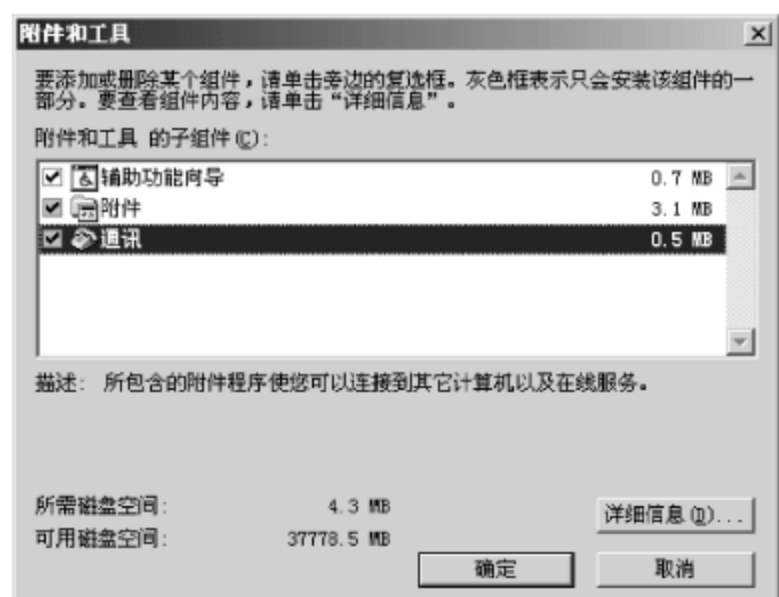 附件和工具
要添加或删除某个组件，请单击旁边的复选框。灰色框表示只会安装该组件的一
部分。要查看组件内容，请单击“详细信息”。
附件和工具 的子组件(C):
辅助功能向导 0.7 MB
附件 3.1 MB
通讯 0.5 MB
描述: 所包含的附件程序使您可以连接到其它计算机以及在线服务。
所需磁盘空间: 4.3 MB
详细信息(D)...
可用磁盘空间: 37778.5 MB
确定 取消